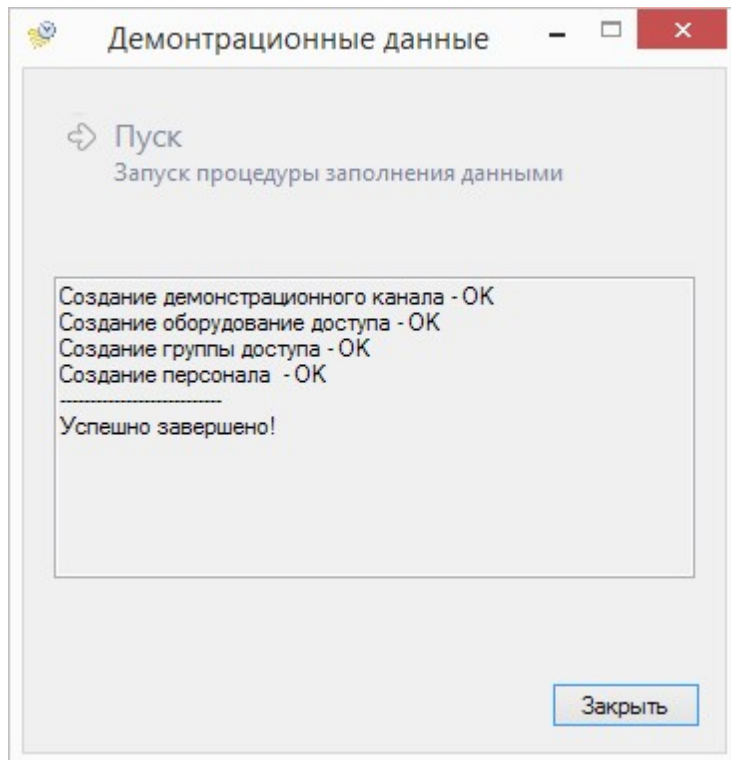 Демонтрационные данные
Пуск
Запуск процедуры заполнения данными
Создание демонстрационного канала - OK
Создание оборудование доступа - OK
Создание группы доступа - OK
Создание персонала  - OK
---------------------------
Успешно завершено!
Закрыть